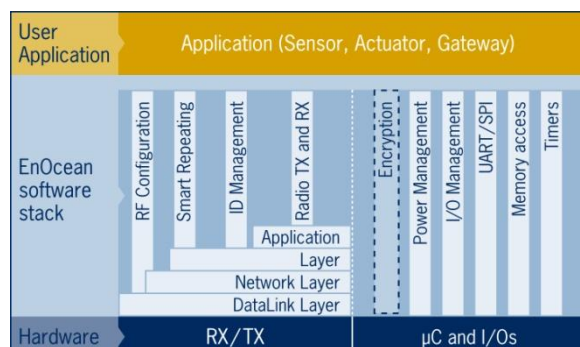 User
Application
Application (Sensor, Actuator, Gateway)
EnOcean
software
stack
RF Configuration
Smart Repeating
ID Management
Radio TX and RX
Encryption
Power Management
I/O Management
UART/SPI
Memory access
Timers
Application
Layer
Network Layer
DataLink Layer
Hardware
RX/TX
µC and I/Os